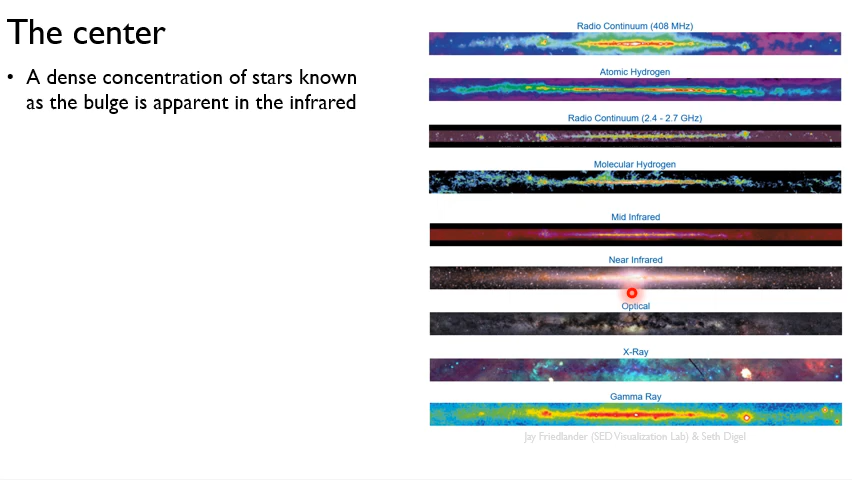 The center
• A dense concentration of stars known
as the bulge is apparent in the infrared
Radio Continuum (408 MHz)
Atomic Hydrogen
Radio Continuum (2.4 - 2.7 GHz)
Molecular Hydrogen
Mid Infrared
Near Infrared
Optical
X-Ray
Gamma Ray
Jay Friedlander (SED Visualization Lab) & Seth Digel